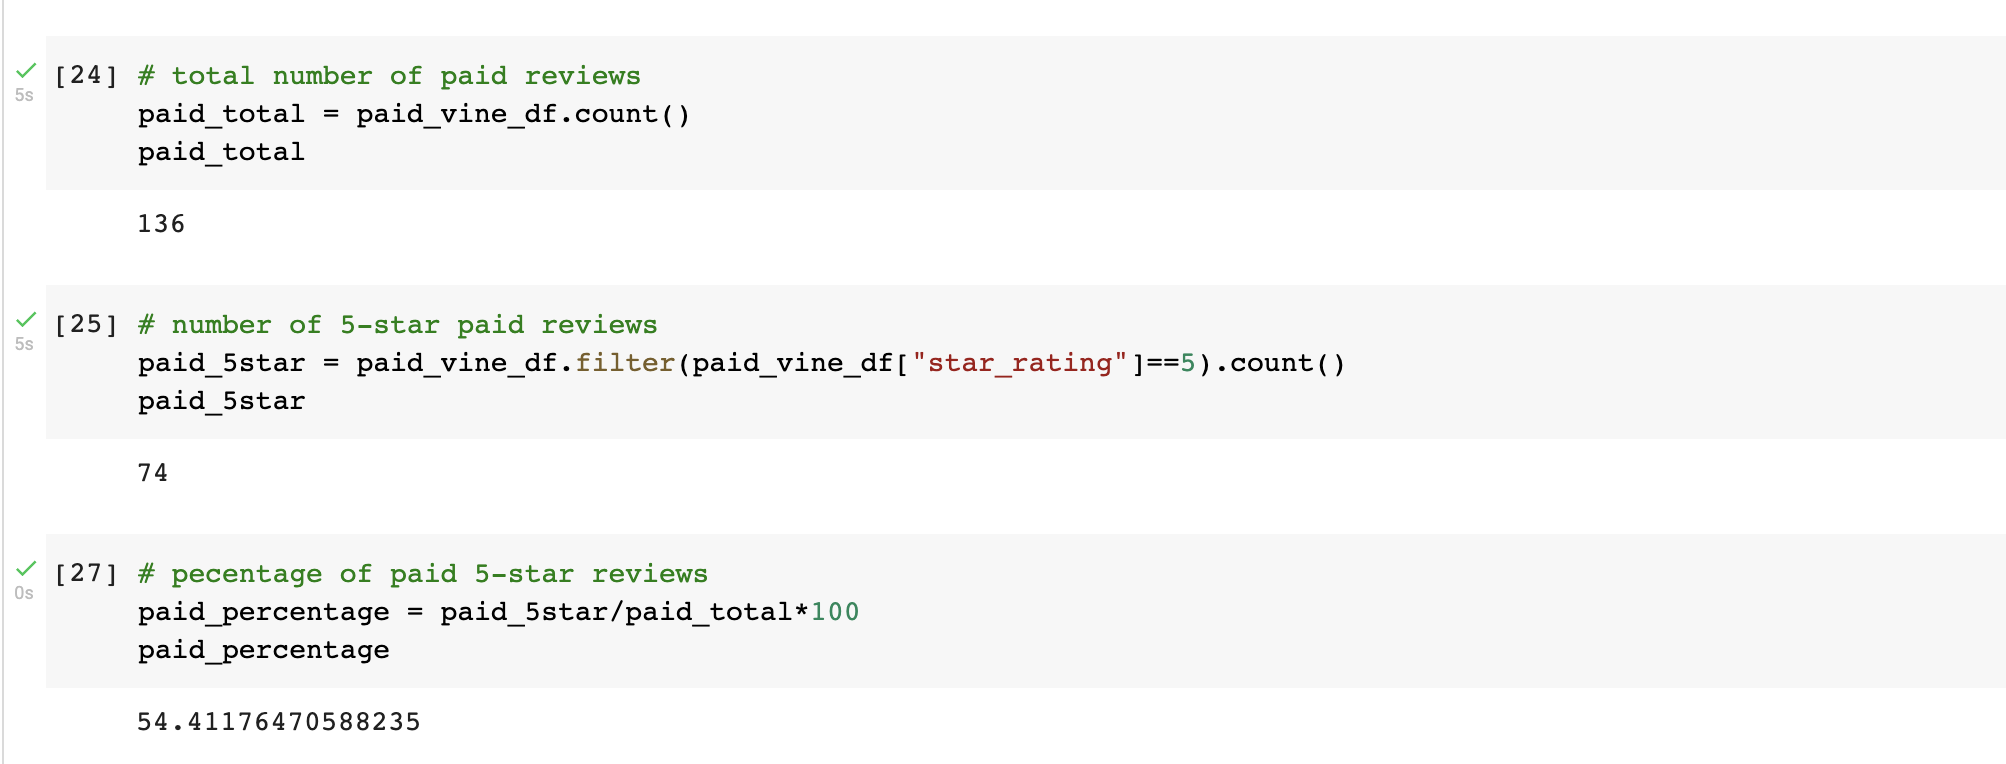 [24] # total number of paid reviews
5s
paid_total = paid_vine_df.count()
paid_total
136
[25] # number of 5-star paid reviews
5s
paid_5star = paid_vine_df.filter(paid_vine_df["star_rating"]==5).count()
paid_5star
74
[27] # pecentage of paid 5-star reviews
0s
paid_percentage = paid_5star/paid_total*100
paid_percentage
54.41176470588235